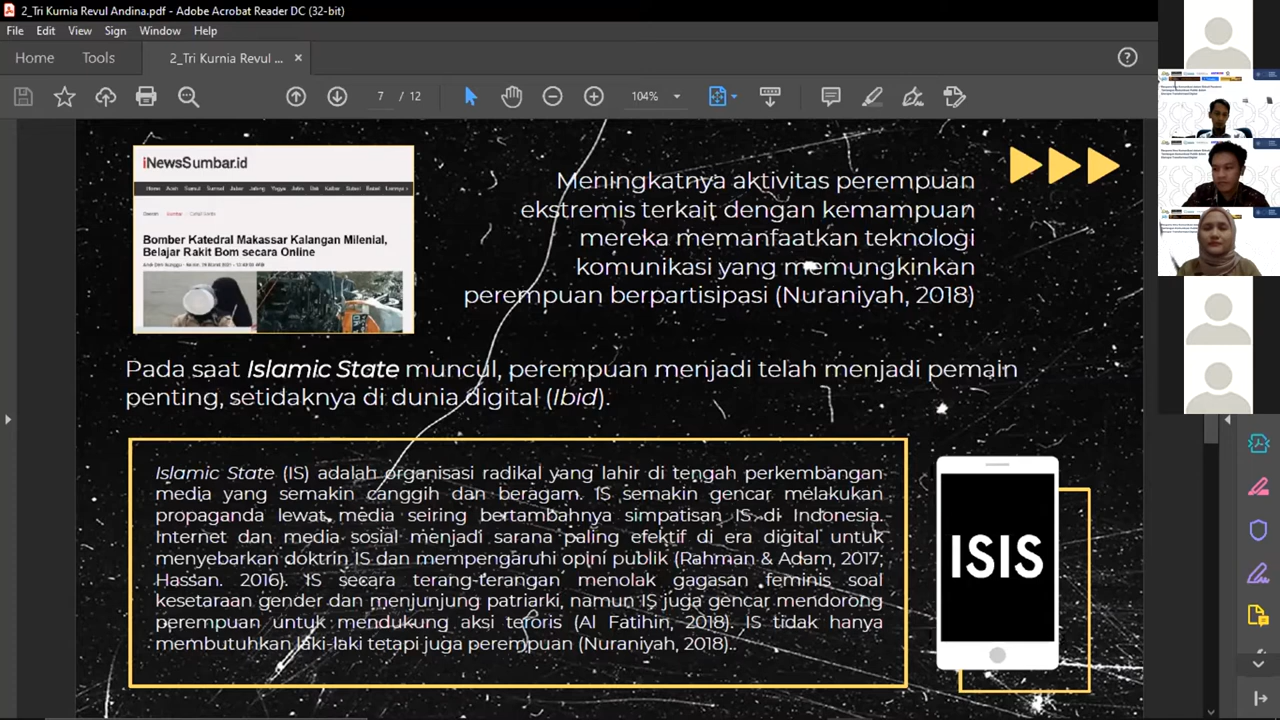 2_Tri Kurnia Revul Andina.pdf - Adobe Acrobat Reader DC (32-bit)
File Edit View Sign Window Help
Home Tools 2_Tri Kurnia Revul ... ×
7 12 104%
iNewsSumbar.id
Bomber Katedral Makassar Kalangan Milenial,
Belajar Rakit Bom secara Online
Meningkatnya aktivitas perempuan
ekstremis terkait dengan kemampuan
mereka memanfaatkan teknologi
komunikasi yang memungkinkan
perempuan berpartisipasi (Nuraniyah, 2018)
Pada saat Islamic State muncul, perempuan menjadi telah menjadi pemain
penting, setidaknya di dunia digital (Ibid).
Islamic State (IS) adalah organisasi radikal yang lahir di tengah perkembangan
media yang semakin canggih dan beragam. IS semakin gencar melakukan
propaganda lewat media seiring bertambahnya simpatisan IS di Indonesia.
Internet dan media sosial menjadi sarana paling efektif di era digital untuk
menyebarkan doktrin IS dan mempengaruhi opini publik (Rahman & Adam, 2017;
Hassan. 2016). IS secara terang-terangan menolak gagasan feminis soal
kesetaraan gender dan menjunjung patriarki, namun IS juga gencar mendorong
perempuan untuk mendukung aksi teroris (Al Fatihin, 2018). IS tidak hanya
membutuhkan laki-laki tetapi juga perempuan (Nuraniyah, 2018)..
ISIS